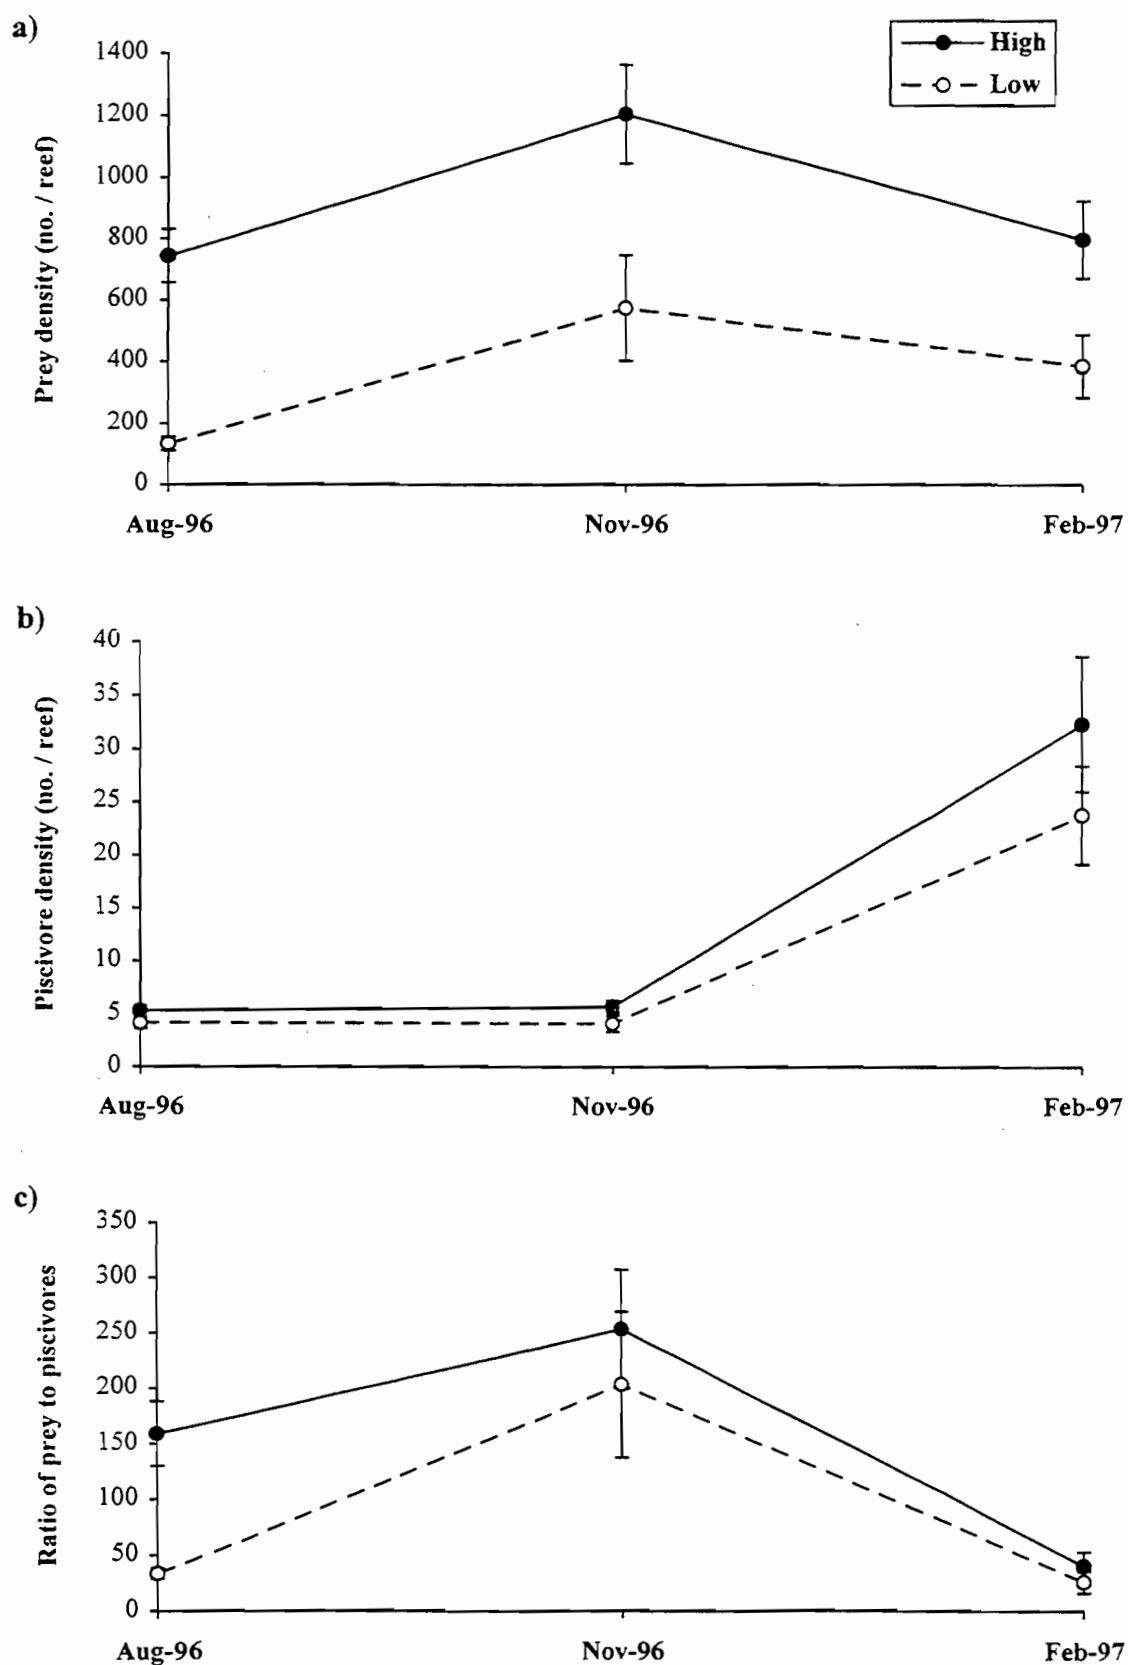 a)
High
Low
Prey density (no. / reef)
1400
1200
1000
800
600
400
200
0
Aug-96 Nov-96 Feb-97
b)
Piscivore density (no. / reef)
40
35
30
25
20
15
10
5
0
Aug-96 Nov-96 Feb-97
c)
Ratio of prey to piscivores
350
300
250
200
150
100
50
0
Aug-96 Nov-96 Feb-97